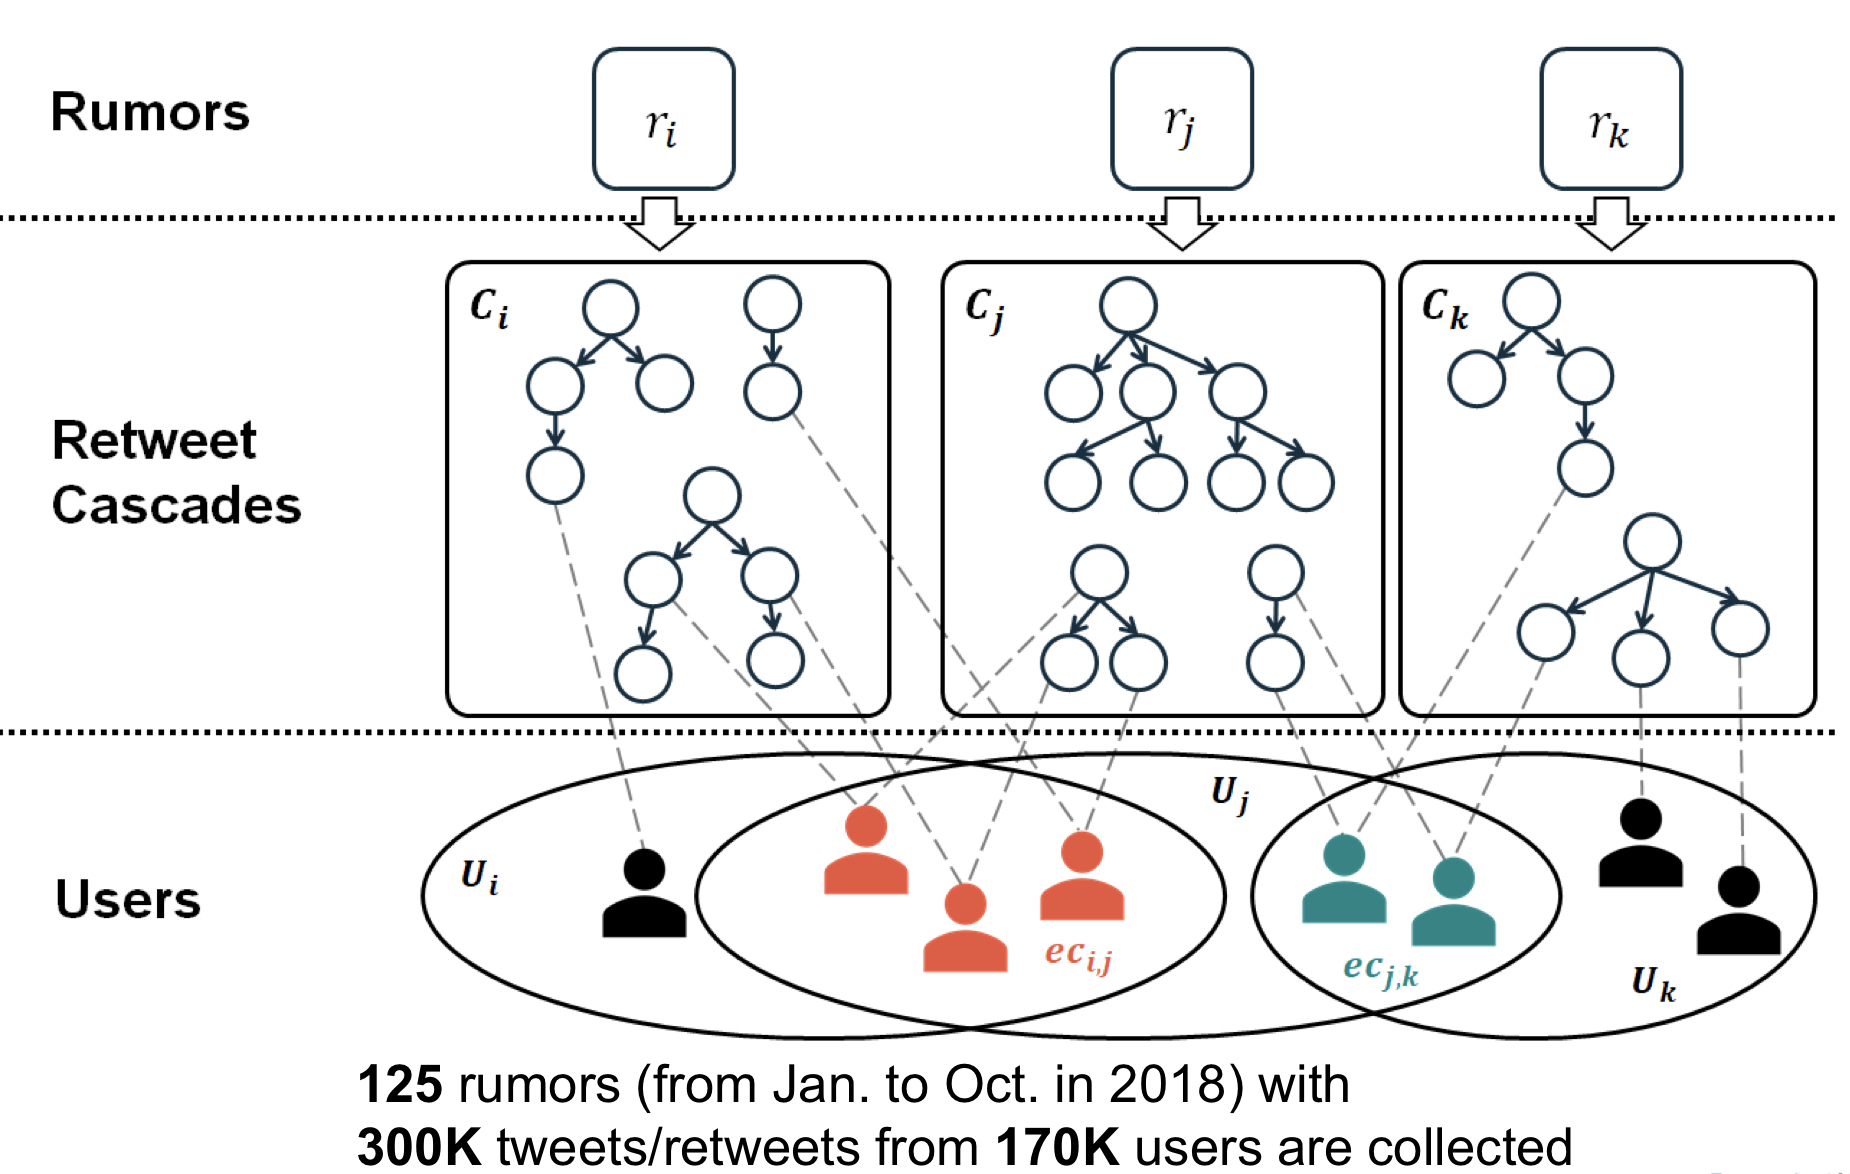 Rumors
r_i
r_j
r_k
C_i
C_j
C_k
Retweet
Cascades
U_j
U_i
Users
ec_{i,j}
ec_{j,k}
U_k
125 rumors (from Jan. to Oct. in 2018) with
300K tweets/retweets from 170K users are collected